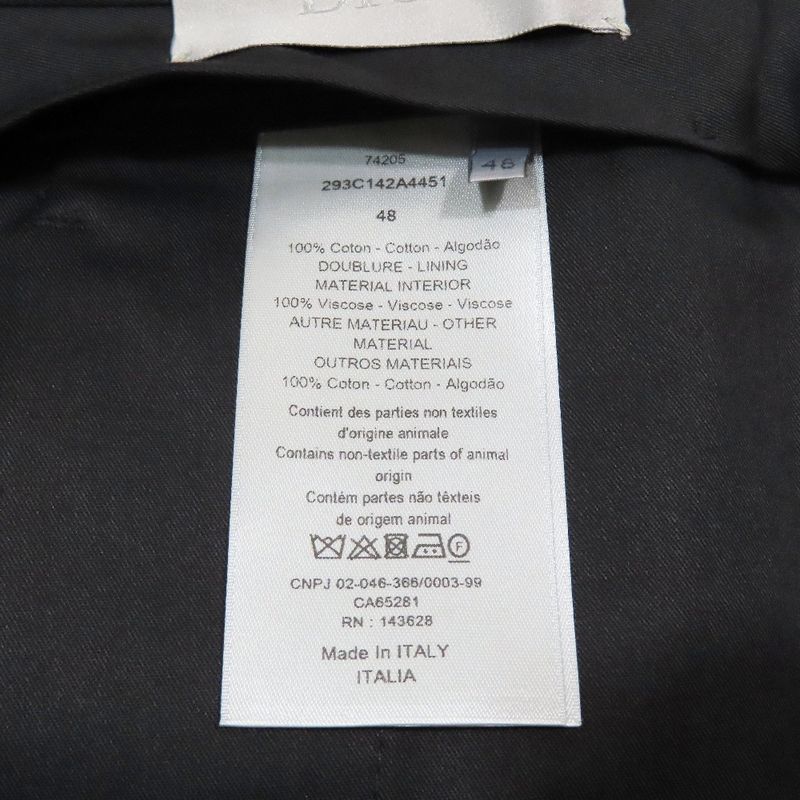 74205
48
293C142A4451
48
100% Coton - Cotton - Algodão
DOUBLURE - LINING
MATERIAL INTERIOR
100% Viscose - Viscose - Viscose
AUTRE MATERIAU - OTHER
MATERIAL
OUTROS MATERIAIS
100% Coton - Cotton - Algodão
Contient des parties non textiles
d'origine animale
Contains non-textile parts of animal
origin
Contém partes não têxteis
de origem animal
F
CNPJ 02-046-366/0003-99
CA65281
RN : 143628
Made In ITALY
ITALIA